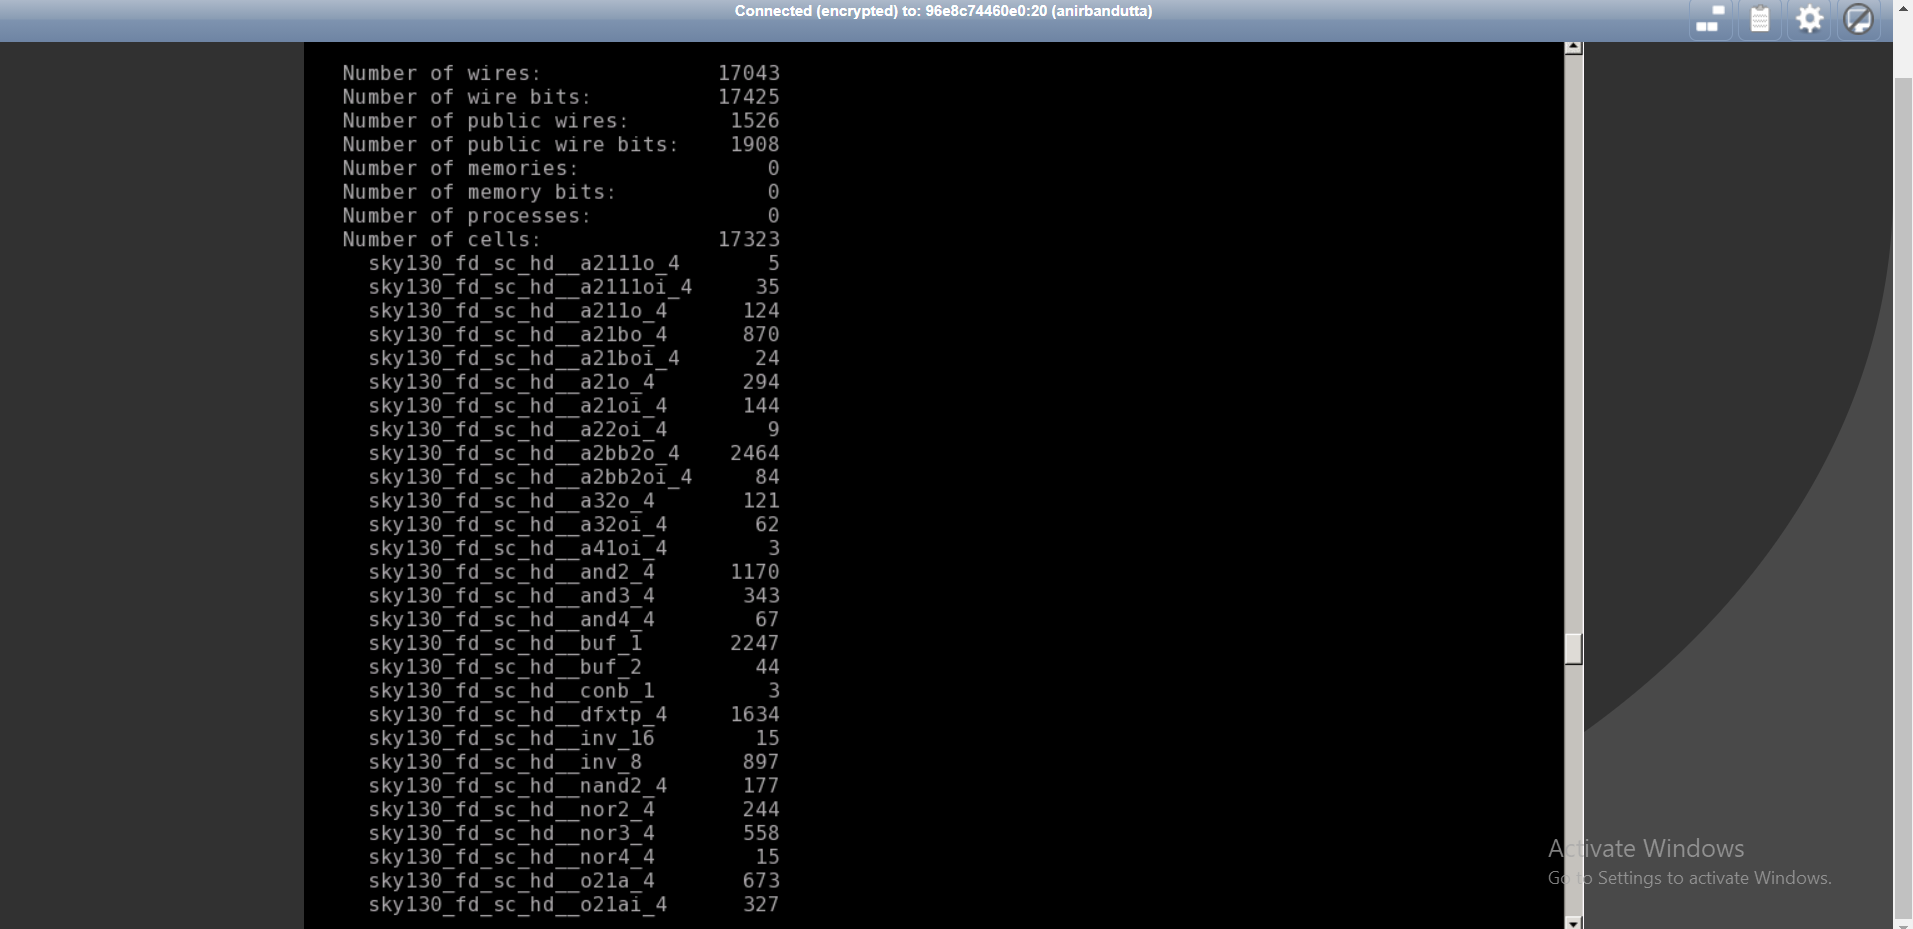 Connected (encrypted) to: 96e8c74460e0:20 (anirbandutta)
Number of wires: 17043
Number of wire bits: 17425
Number of public wires: 1526
Number of public wire bits: 1908
Number of memories: 0
Number of memory bits: 0
Number of processes: 0
Number of cells: 17323
sky130_fd_sc_hd__a2111o_4 5
sky130_fd_sc_hd__a2111oi_4 35
sky130_fd_sc_hd__a211o_4 124
sky130_fd_sc_hd__a21bo_4 870
sky130_fd_sc_hd__a21boi_4 24
sky130_fd_sc_hd__a21o_4 294
sky130_fd_sc_hd__a21oi_4 144
sky130_fd_sc_hd__a22oi_4 9
sky130_fd_sc_hd__a2bb2o_4 2464
sky130_fd_sc_hd__a2bb2oi_4 84
sky130_fd_sc_hd__a32o_4 121
sky130_fd_sc_hd__a32oi_4 62
sky130_fd_sc_hd__a41oi_4 3
sky130_fd_sc_hd__and2_4 1170
sky130_fd_sc_hd__and3_4 343
sky130_fd_sc_hd__and4_4 67
sky130_fd_sc_hd__buf_1 2247
sky130_fd_sc_hd__buf_2 44
sky130_fd_sc_hd__conb_1 3
sky130_fd_sc_hd__dfxtp_4 1634
sky130_fd_sc_hd__inv_16 15
sky130_fd_sc_hd__inv_8 897
sky130_fd_sc_hd__nand2_4 177
sky130_fd_sc_hd__nor2_4 244
sky130_fd_sc_hd__nor3_4 558
sky130_fd_sc_hd__nor4_4 15
sky130_fd_sc_hd__o21a_4 673
sky130_fd_sc_hd__o21ai_4 327
Activate Windows
Go to Settings to activate Windows.